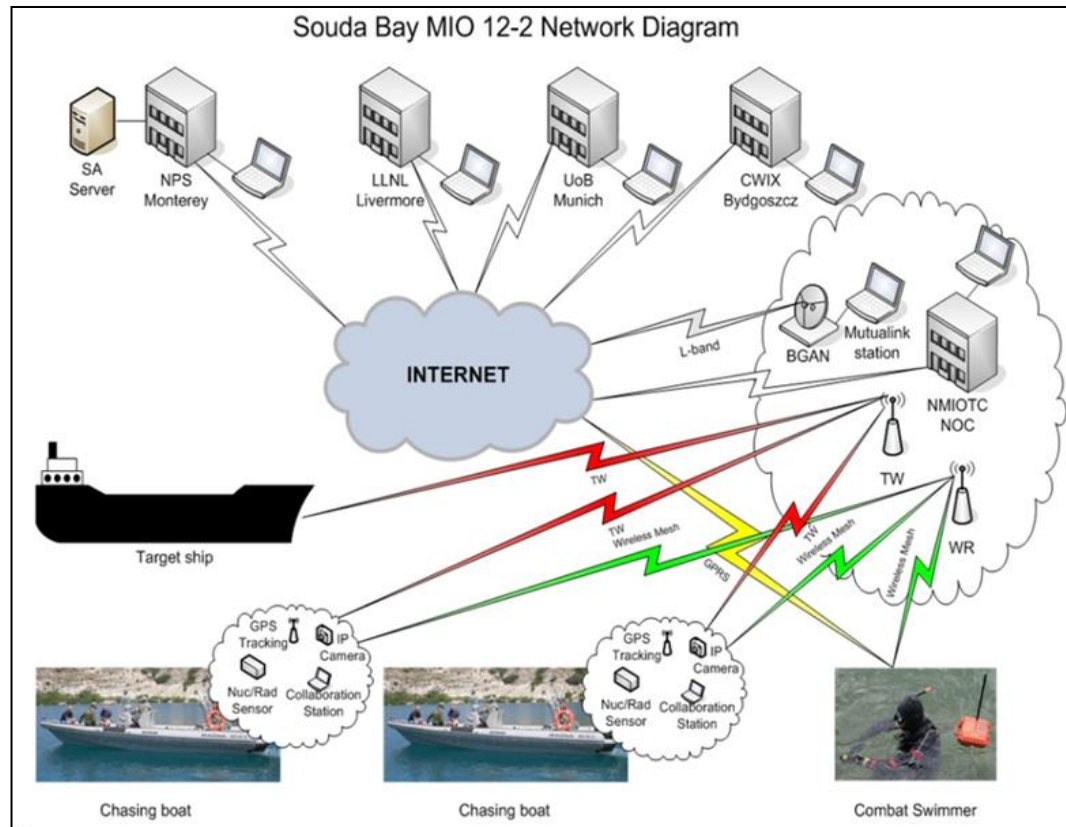 Souda Bay MIO 12-2 Network Diagram
SA
Server
NPS
Monterey
LLNL
Livermore
UoB
Munich
CWIX
Bydgoszcz
INTERNET
L-band
BGAN
Mutualink
station
NMIOTC
NOC
TW
WR
Target ship
TW
TW
Wireless Mesh
GPRS
TW
Wireless Mesh
Wireless Mesh
GPS
Tracking
IP
Camera
Nuc/Rad
Sensor
Collaboration
Station
GPS
Tracking
IP
Camera
Nuc/Rad
Sensor
Collaboration
Station
Chasing boat
Chasing boat
Combat Swimmer